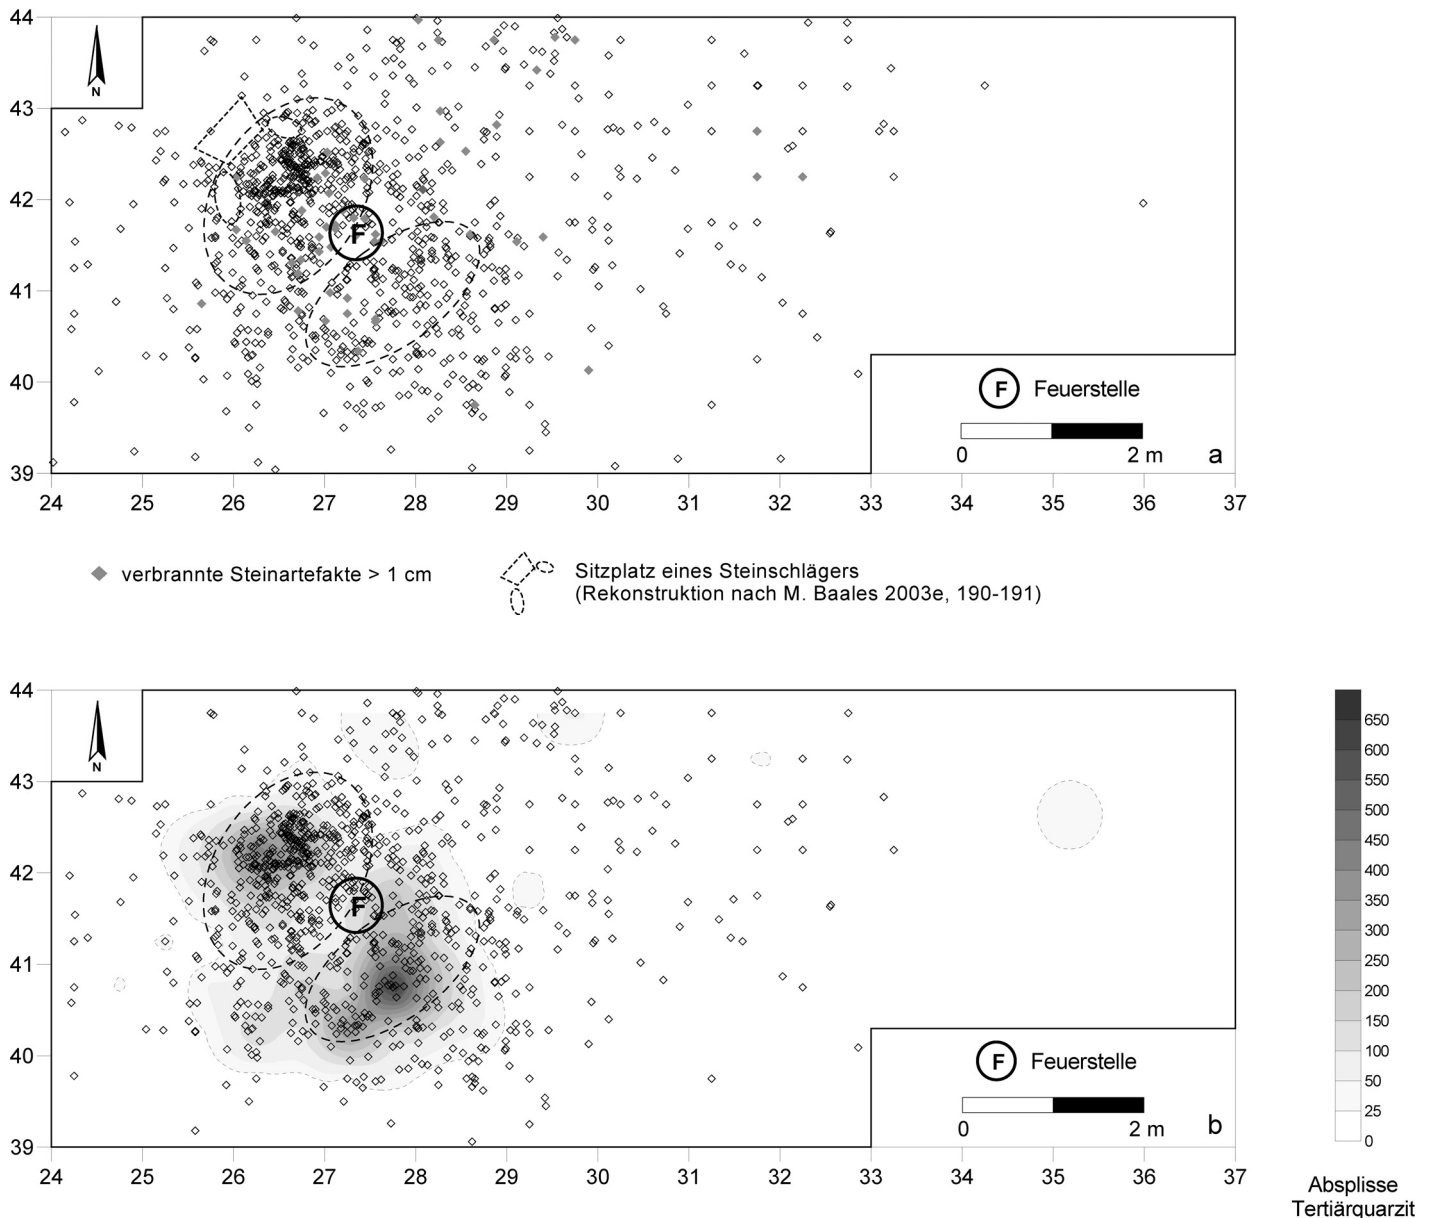 44
43
42
41
40
39
N
F
F Feuerstelle
0 2 m
a
24 25 26 27 28 29 30 31 32 33 34 35 36 37
verbrannte Steinartefakte > 1 cm
Sitzplatz eines Steinschlägers
(Rekonstruktion nach M. Baales 2003e, 190-191)
44
43
42
41
40
39
N
F
F Feuerstelle
0 2 m
b
24 25 26 27 28 29 30 31 32 33 34 35 36 37
650
600
550
500
450
400
350
300
250
200
150
100
50
25
0
Absplisse
Tertiärquarzit